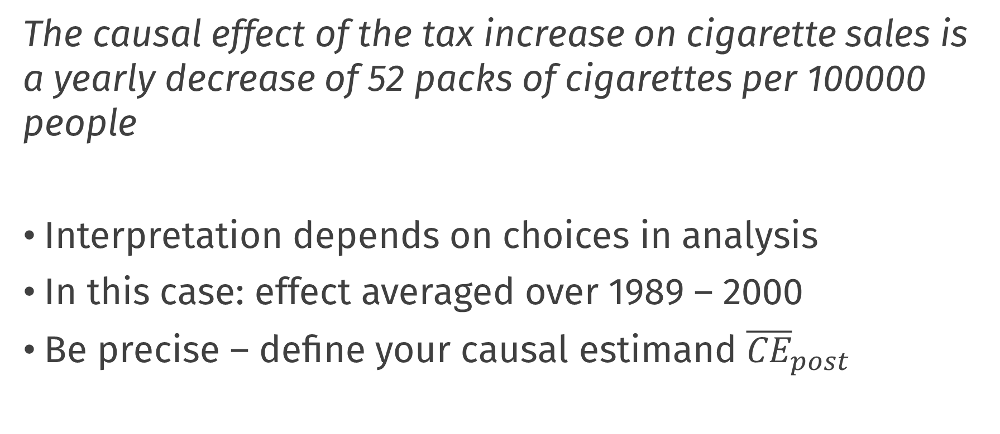 The causal effect of the tax increase on cigarette sales is
a yearly decrease of 52 packs of cigarettes per 100000
people
• Interpretation depends on choices in analysis
• In this case: effect averaged over 1989 – 2000
• Be precise – define your causal estimand $\overline{CE}_{post}$